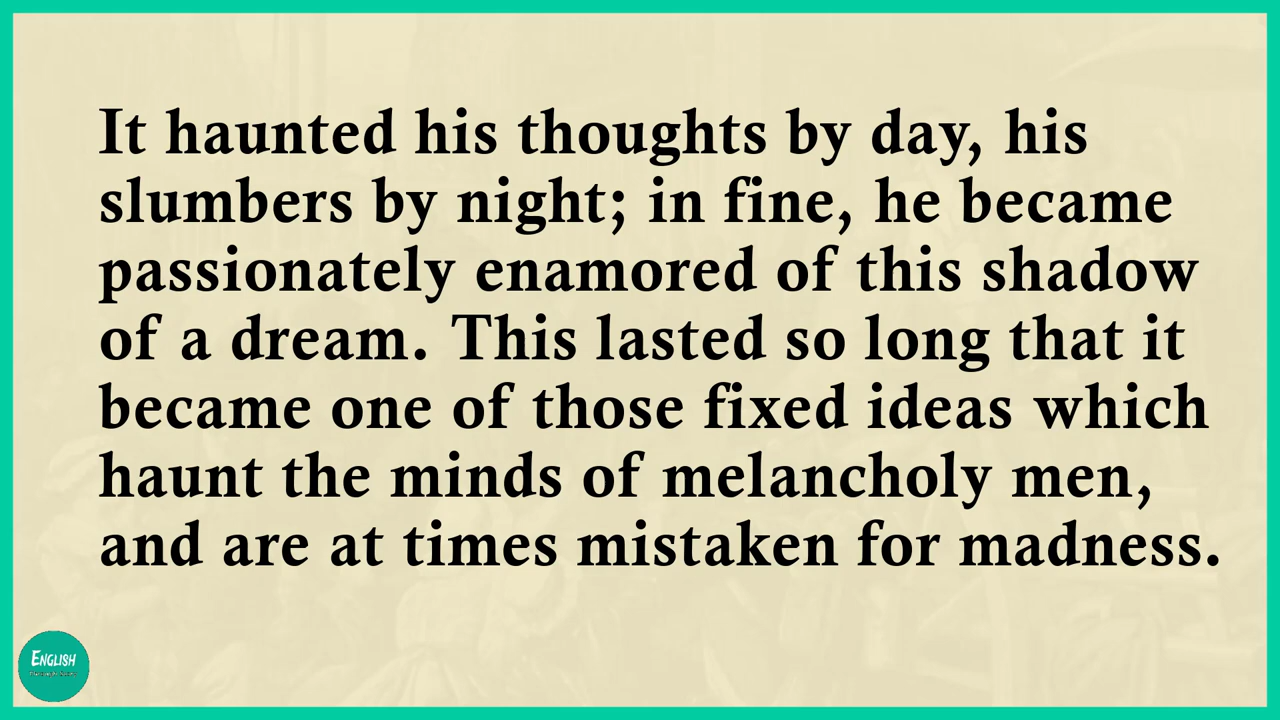 It haunted his thoughts by day, his
slumbers by night; in fine, he became
passionately enamored of this shadow
of a dream. This lasted so long that it
became one of those fixed ideas which
haunt the minds of melancholy men,
and are at times mistaken for madness.
ENGLISH